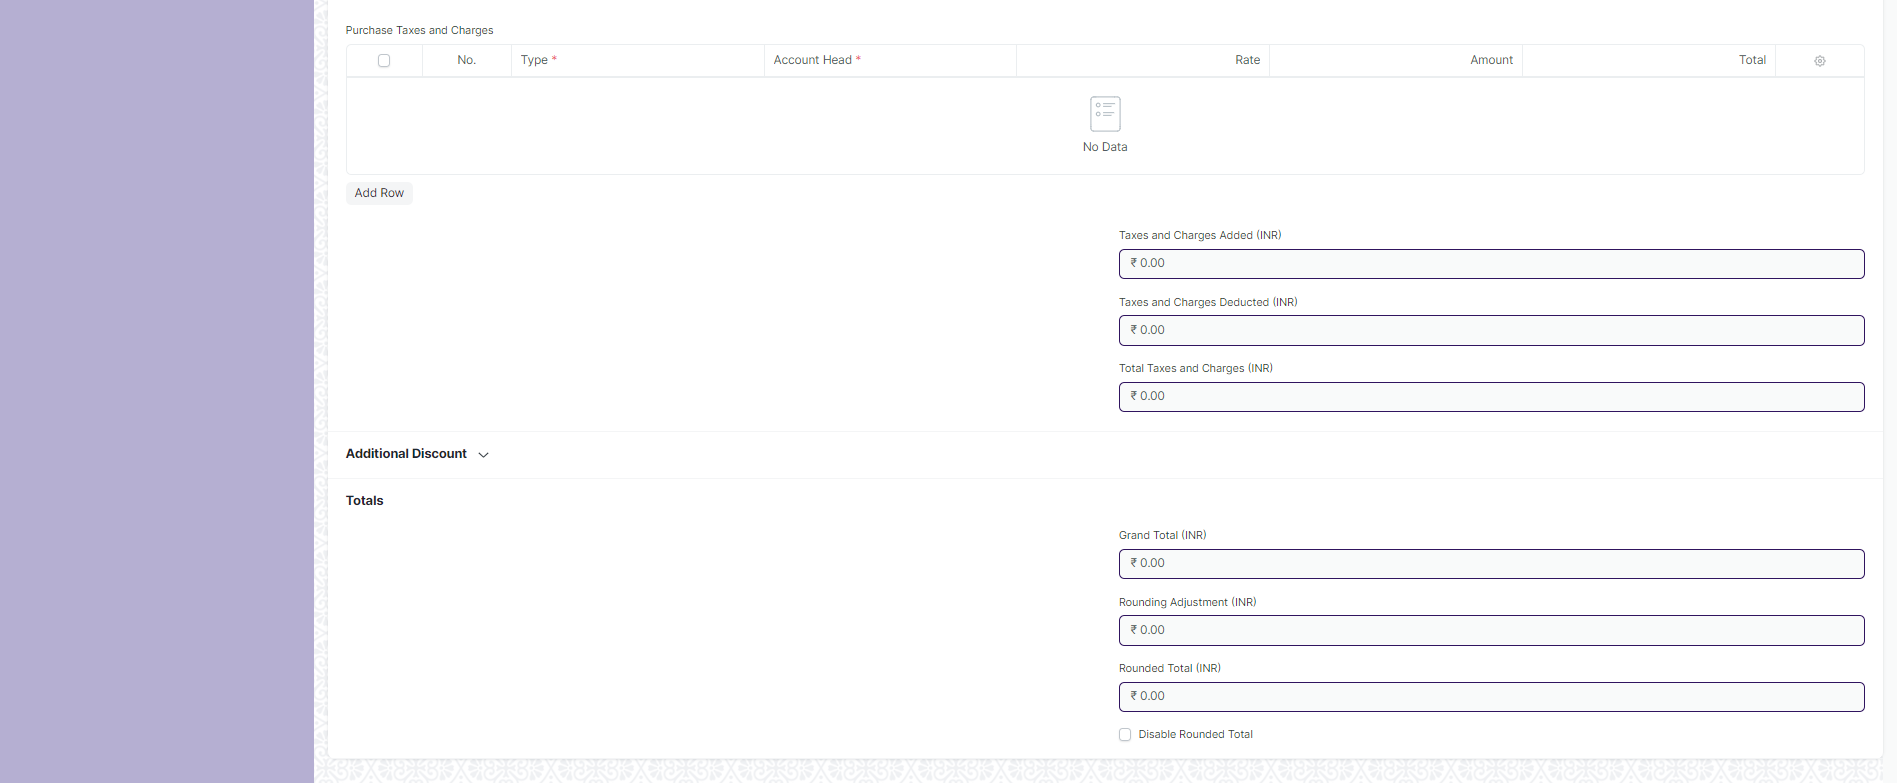 Purchase Taxes and Charges
No. Type * Account Head * Rate Amount Total
No Data
Add Row
Taxes and Charges Added (INR)
₹ 0.00
Taxes and Charges Deducted (INR)
₹ 0.00
Total Taxes and Charges (INR)
₹ 0.00
Additional Discount
Totals
Grand Total (INR)
₹ 0.00
Rounding Adjustment (INR)
₹ 0.00
Rounded Total (INR)
₹ 0.00
Disable Rounded Total